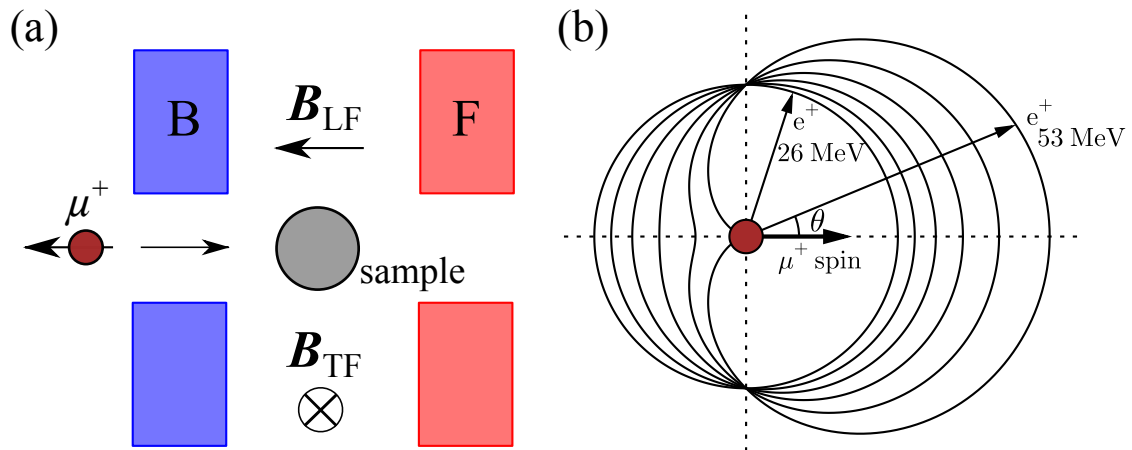 (a)
B
F
B_LF
μ⁺
sample
B_TF
(b)
e⁺
26 MeV
e⁺
53 MeV
θ
μ⁺ spin